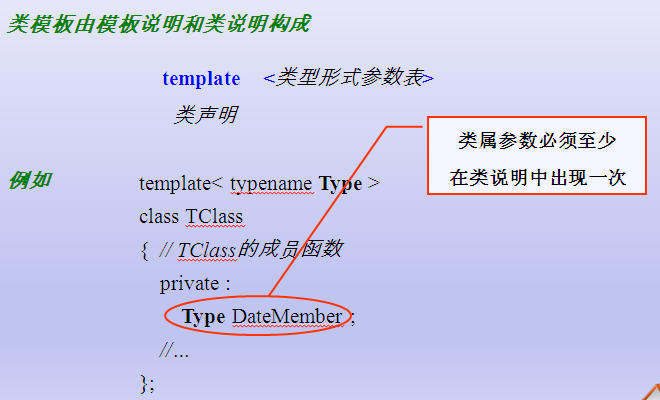 类模板由模板说明和类说明构成
template <类型形式参数表>
类声明
类属参数必须至少
在类说明中出现一次
例如
template< typename Type >
class TClass
{ // TClass的成员函数
private :
Type DateMember ;
//...
};